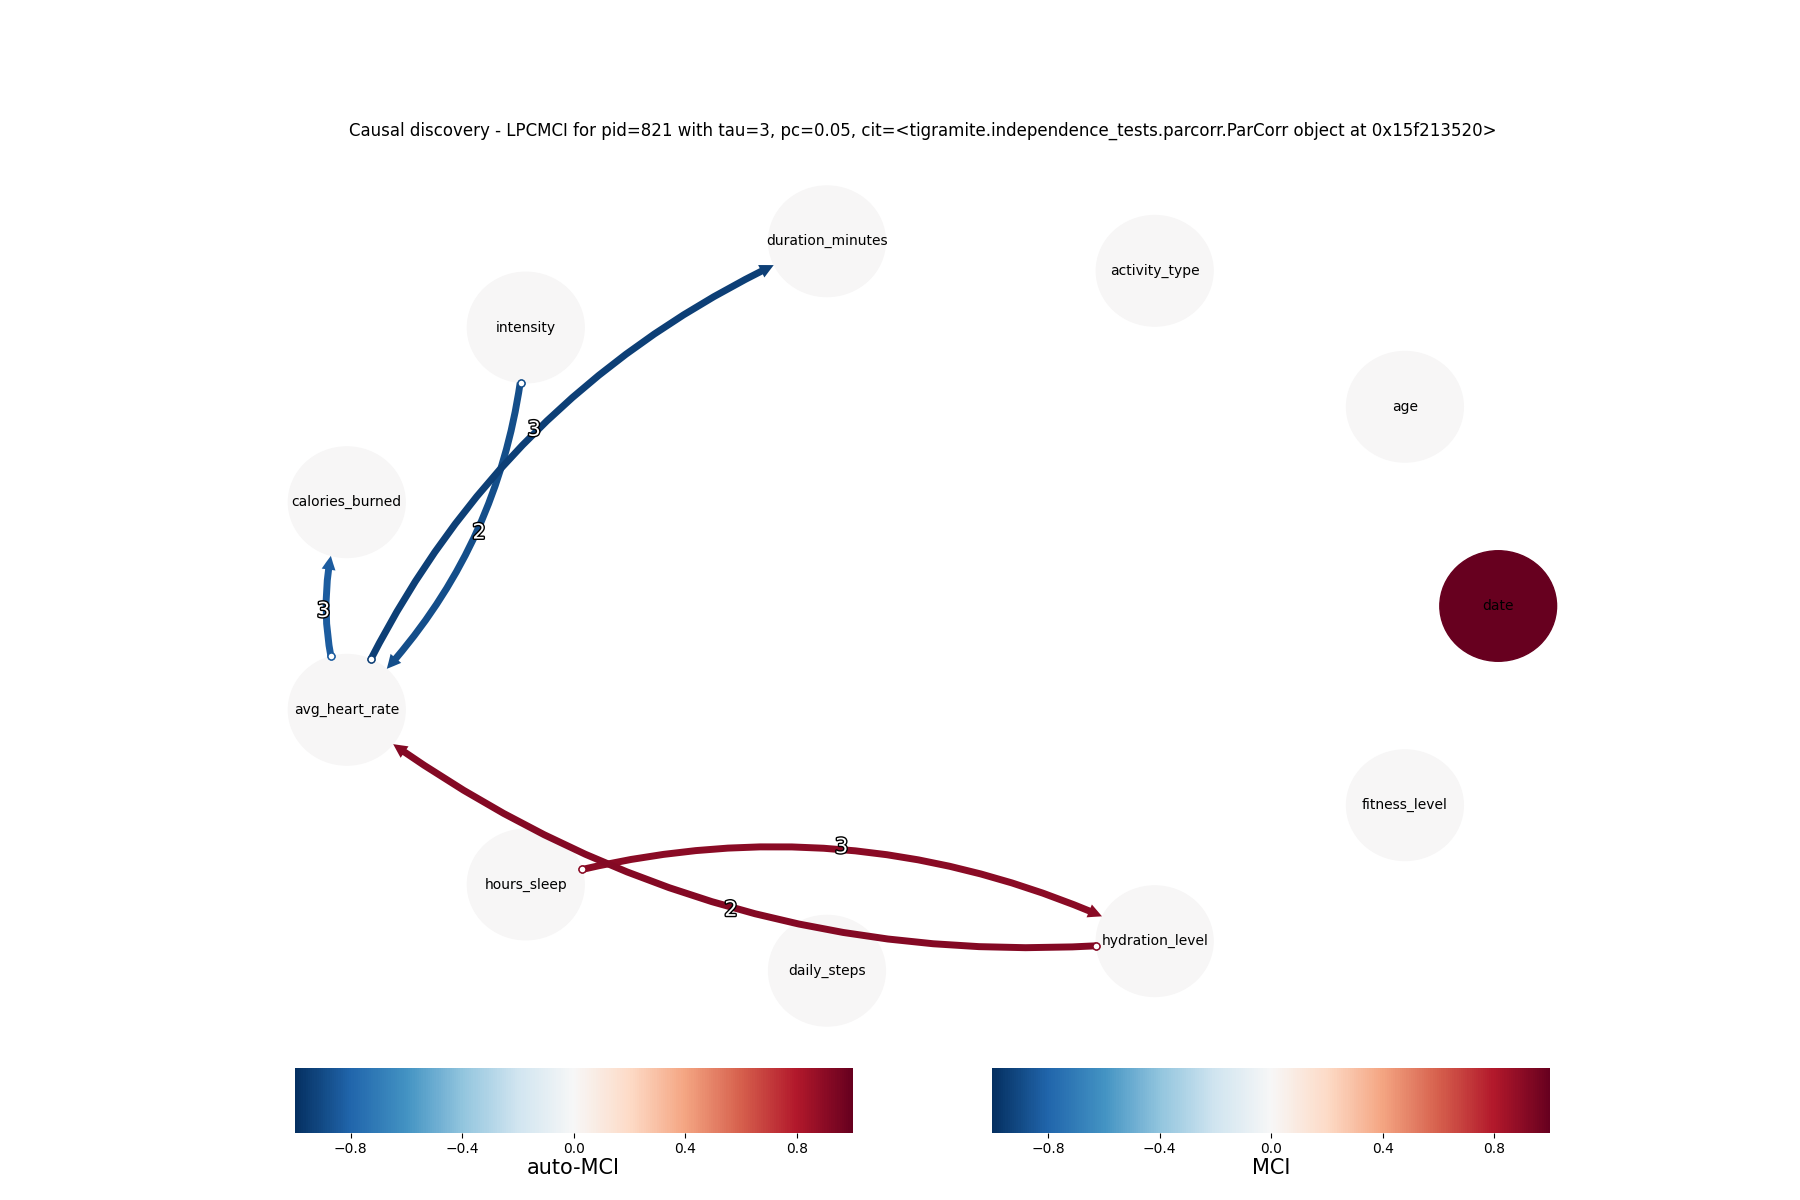 Causal discovery - LPCMCI for pid=821 with tau=3, pc=0.05, cit=<tigramite.independence_tests.parcorr.ParCorr object at 0x15f213520>
duration_minutes
activity_type
intensity
age
3
calories_burned
2
date
3
avg_heart_rate
fitness_level
3
hours_sleep
2
hydration_level
daily_steps
−0.8 −0.4 0.0 0.4 0.8
auto-MCI
−0.8 −0.4 0.0 0.4 0.8
MCI